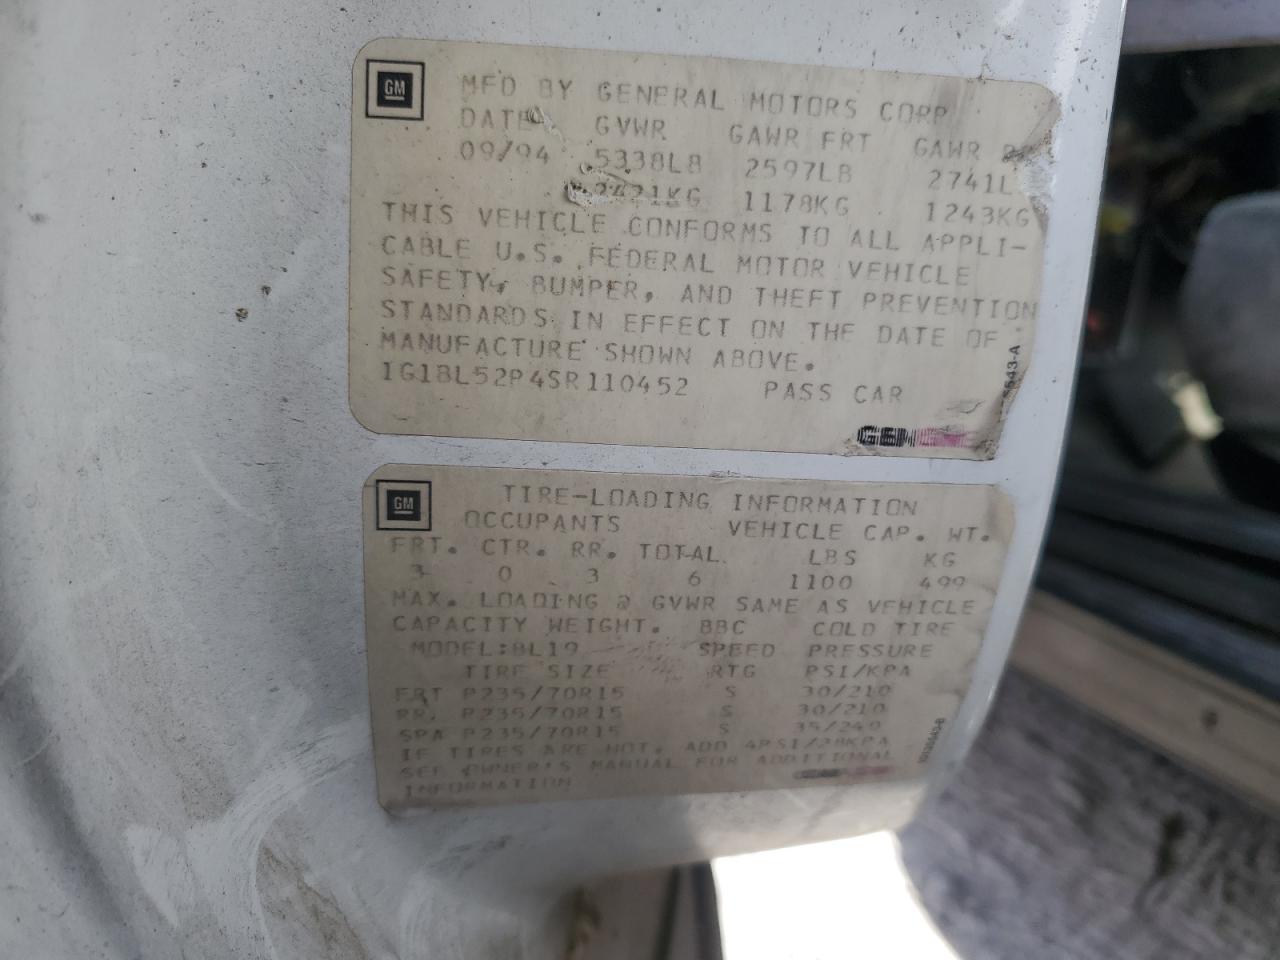 GM
MFD BY GENERAL MOTORS CORP
DATE GVWR GAWR FRT GAWR
09/94 5338LB 2597LB 2741L
2421KG 1178KG 1243KG
THIS VEHICLE CONFORMS TO ALL APPLI-
CABLE U.S. FEDERAL MOTOR VEHICLE
SAFETY, BUMPER, AND THEFT PREVENTION
STANDARDS IN EFFECT ON THE DATE OF
MANUFACTURE SHOWN ABOVE.
1G1BL52P4SR110452 PASS CAR
GM
TIRE-LOADING INFORMATION
OCCUPANTS VEHICLE CAP. WT.
FRT. CTR. RR. TOTAL LBS KG
3 0 3 6 1100 499
MAX. LOADING @ GVWR SAME AS VEHICLE
CAPACITY WEIGHT. BBC COLD TIRE
MODEL:BL19 SPEED PRESSURE
TIRE SIZE RTG PSI/KPA
FRT P235/70R15 S 30/210
RR. P235/70R15 S 30/210
SPA P235/70R15 S 35/240
IF TIRES ARE HOT, ADD 4PSI/28KPA
SEE OWNER'S MANUAL FOR ADDITIONAL
INFORMATION